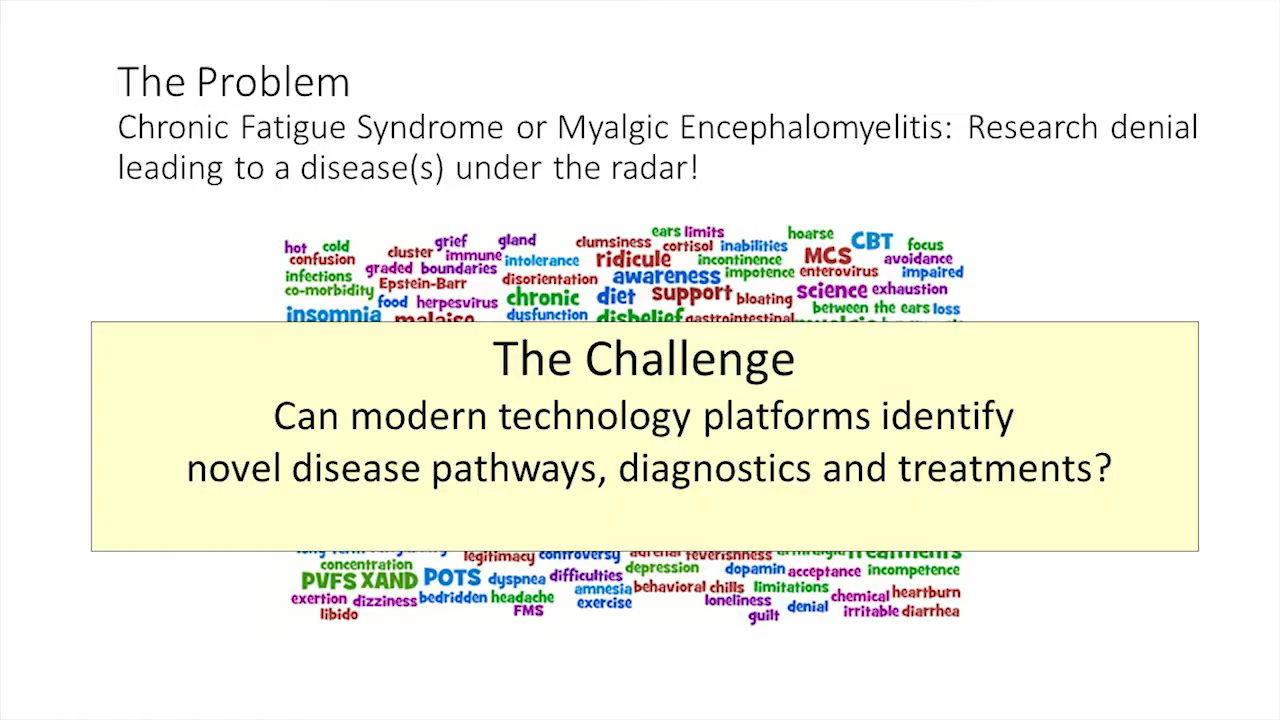 The Problem
Chronic Fatigue Syndrome or Myalgic Encephalomyelitis: Research denial
leading to a disease(s) under the radar!
ears limits hoarse
hot cold grief gland clumsiness cortisol inabilities CBT focus
confusion cluster immune intolerance ridicule incontinence MCS avoidance
infections graded boundaries disorientation awareness impotence enterovirus impaired
co-morbidity Epstein-Barr chronic diet support bloating science exhaustion
food herpesvirus between the ears loss
insomnia malaise dysfunction disbelief gastrointestinal
The Challenge
Can modern technology platforms identify
novel disease pathways, diagnostics and treatments?
legitimacy controversy adrenal feverishness treatments
concentration depression dopamin acceptance incompetence
PVFS XAND POTS dyspnea difficulties amnesia behavioral chills limitations chemical heartburn
exertion dizziness bedridden headache exercise loneliness denial irritable diarrhea
libido FMS guilt